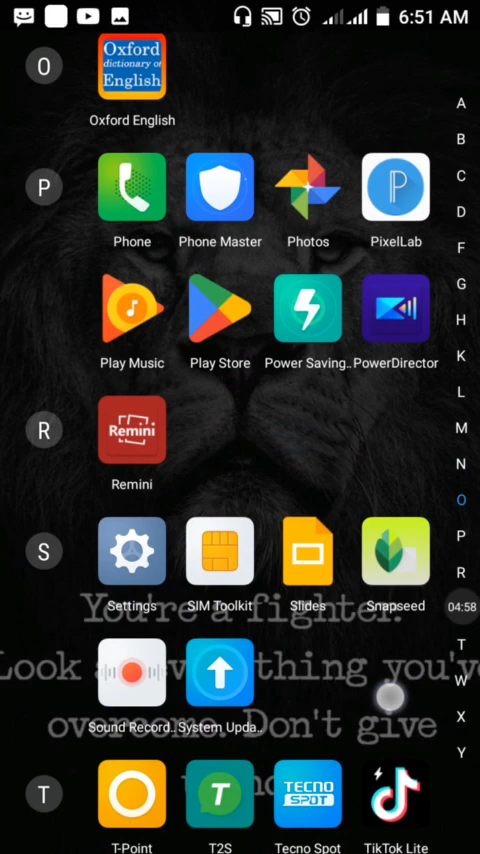 6:51 AM
O
Oxford
dictionary of
English
Oxford English
A
B
C
D
F
G
H
K
L
M
N
O
P
R
04:58
T
W
X
Y
P
P
Phone
Phone Master
Photos
PixelLab
Play Music
Play Store
Power Saving..
PowerDirector
R
Remini
Remini
S
Settings
SIM Toolkit
Slides
Snapseed
You're a fighter.
Look
thing you've
overcome. Don't give
Sound Record..
System Upda..
T
T
TECNO
SPOT
T-Point
T2S
Tecno Spot
TikTok Lite